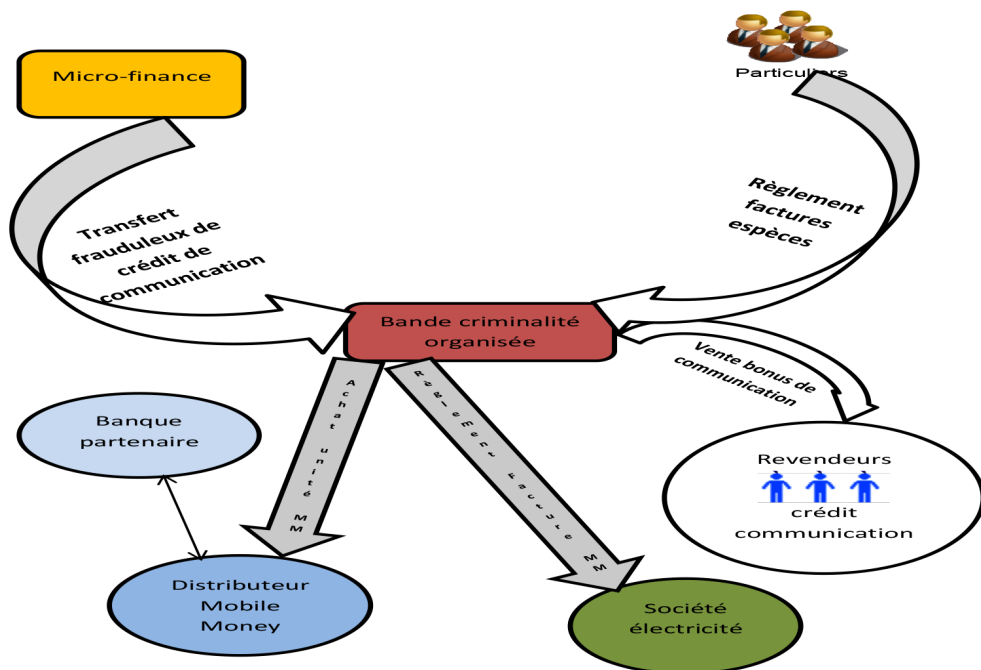 Micro-finance
Particuliers
Transfert
frauduleux de
crédit de
communication
Règlement
factures
espèces
Bande criminalité
organisée
Vente bonus de
communication
Achat unité MM
Règlement Facture MM
Banque
partenaire
Revendeurs
crédit
communication
Distributeur
Mobile
Money
Société
électricité